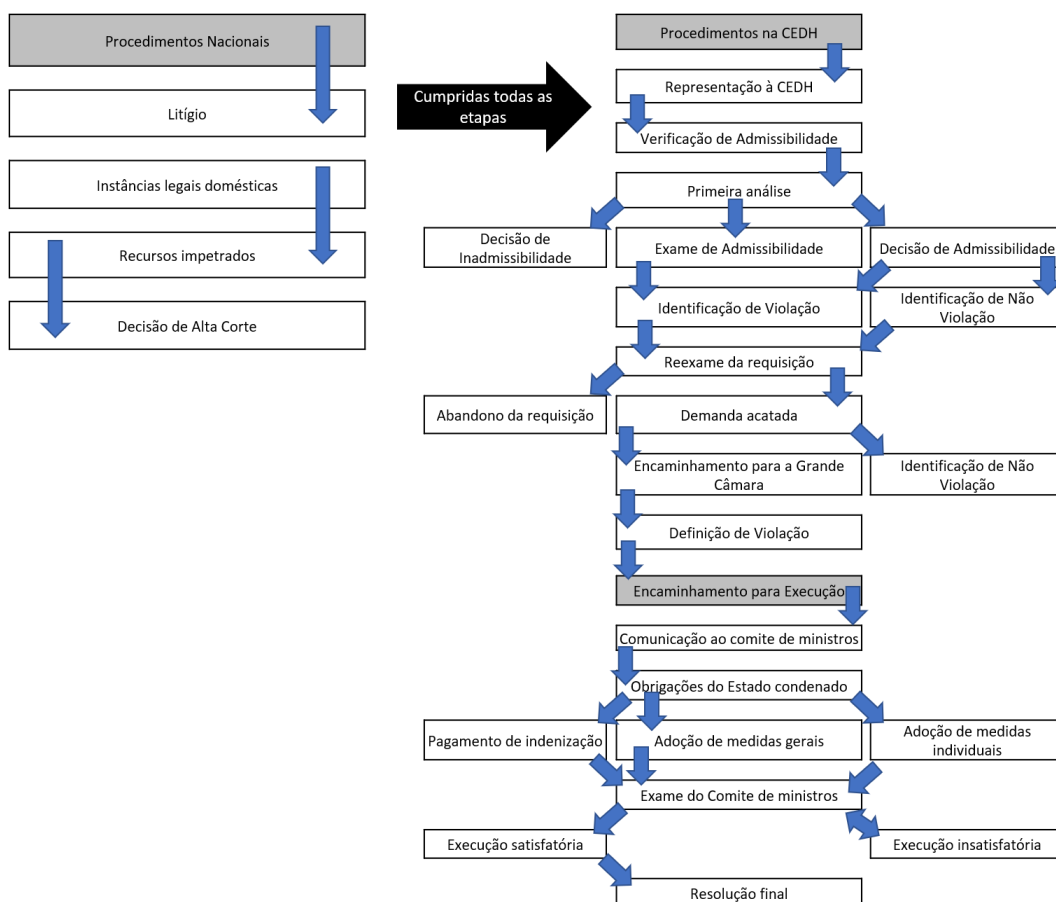 Procedimentos Nacionais
Litígio
Instâncias legais domésticas
Recursos impetrados
Decisão de Alta Corte
Cumpridas todas as
etapas
Procedimentos na CEDH
Representação à CEDH
Verificação de Admissibilidade
Primeira análise
Decisão de
Inadmissibilidade
Exame de Admissibilidade
Decisão de Admissibilidade
Identificação de Violação
Identificação de Não
Violação
Reexame da requisição
Abandono da requisição
Demanda acatada
Encaminhamento para a Grande
Câmara
Identificação de Não
Violação
Definição de Violação
Encaminhamento para Execução
Comunicação ao comite de ministros
Obrigações do Estado condenado
Pagamento de indenização
Adoção de medidas gerais
Adoção de medidas
individuais
Exame do Comite de ministros
Execução satisfatória
Execução insatisfatória
Resolução final